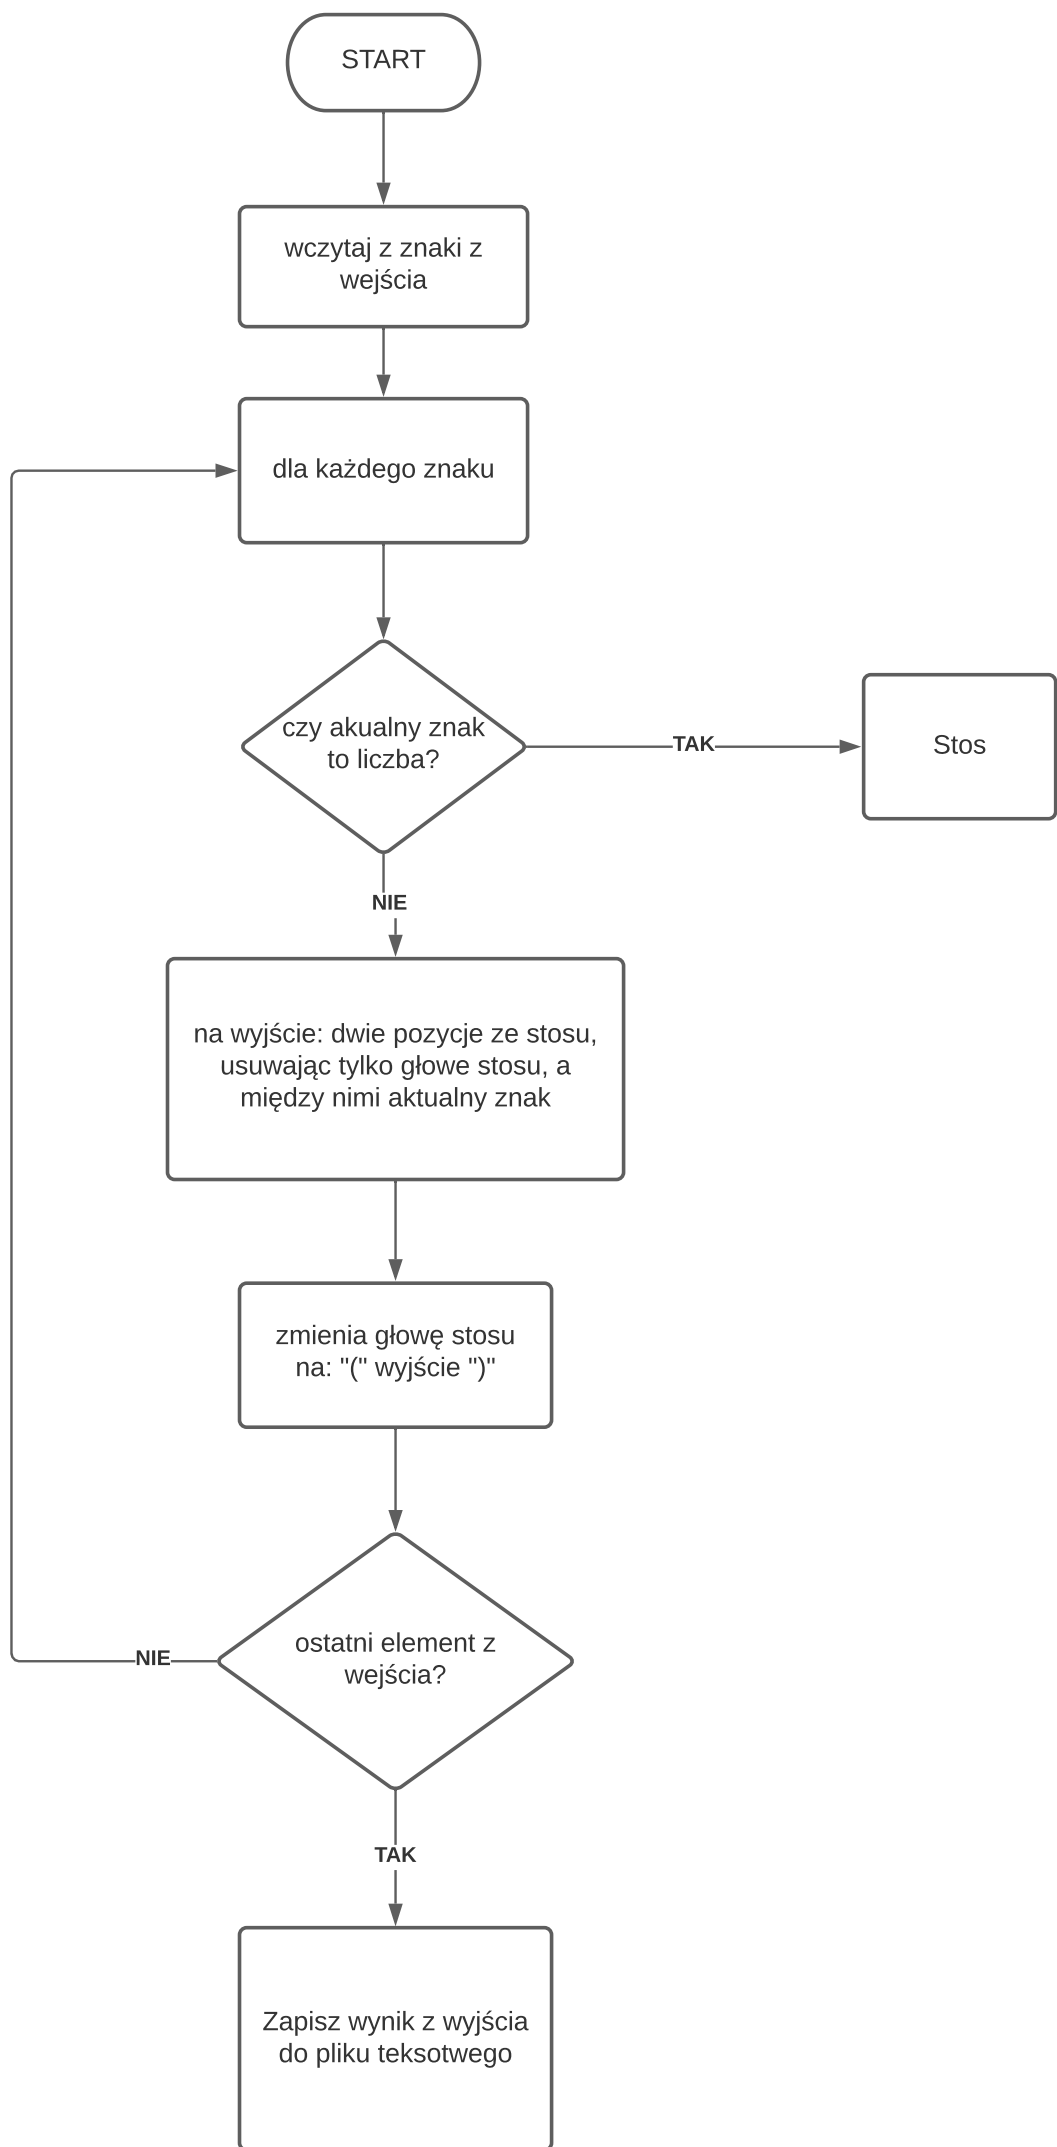 START
wczytaj z znaki z
wejścia
dla każdego znaku
czy akualny znak
to liczba?
TAK
Stos
NIE
na wyjście: dwie pozycje ze stosu,
usuwając tylko głowe stosu, a
między nimi aktualny znak
zmienia głowę stosu
na: "(" wyjście ")"
ostatni element z
wejścia?
NIE
TAK
Zapisz wynik z wyjścia
do pliku teksotwego